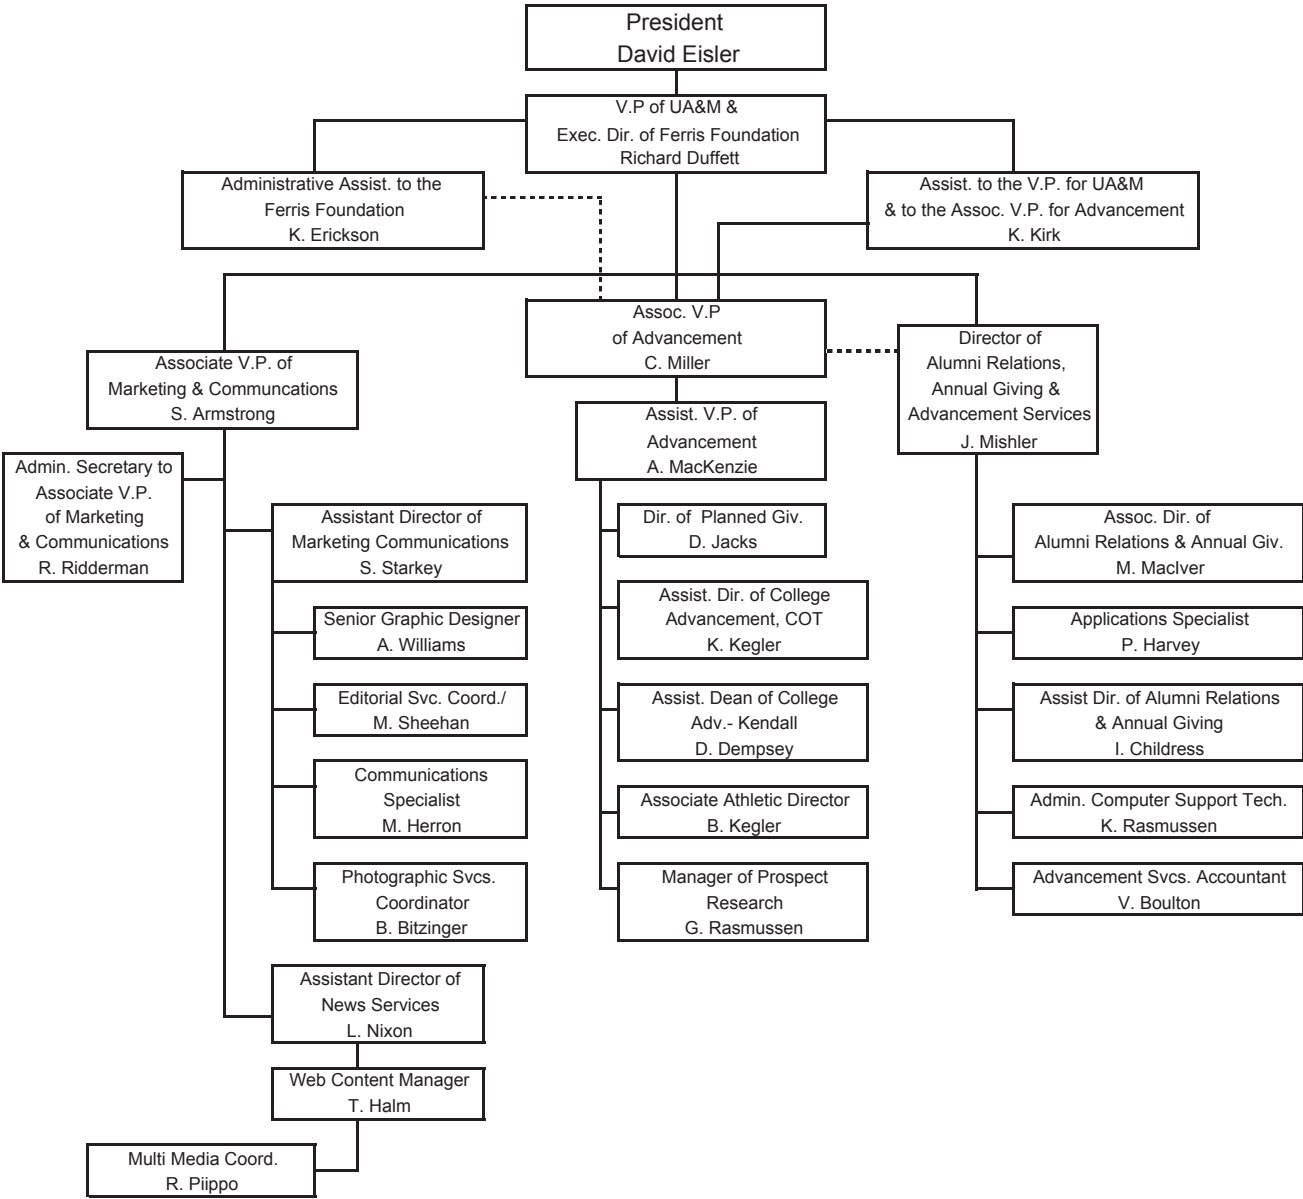 President
David Eisler
V.P of UA&M &
Exec. Dir. of Ferris Foundation
Richard Duffett
Administrative Assist. to the
Ferris Foundation
K. Erickson
Assist. to the V.P. for UA&M
& to the Assoc. V.P. for Advancement
K. Kirk
Assoc. V.P
of Advancement
C. Miller
Director of
Alumni Relations,
Annual Giving &
Advancement Services
J. Mishler
Associate V.P. of
Marketing & Communcations
S. Armstrong
Assist. V.P. of
Advancement
A. MacKenzie
Admin. Secretary to
Associate V.P.
of Marketing
& Communications
R. Ridderman
Assistant Director of
Marketing Communications
S. Starkey
Senior Graphic Designer
A. Williams
Editorial Svc. Coord./
M. Sheehan
Communications
Specialist
M. Herron
Photographic Svcs.
Coordinator
B. Bitzinger
Assistant Director of
News Services
L. Nixon
Web Content Manager
T. Halm
Multi Media Coord.
R. Piippo
Dir. of Planned Giv.
D. Jacks
Assist. Dir. of College
Advancement, COT
K. Kegler
Assist. Dean of College
Adv.- Kendall
D. Dempsey
Associate Athletic Director
B. Kegler
Manager of Prospect
Research
G. Rasmussen
Assoc. Dir. of
Alumni Relations & Annual Giv.
M. MacIver
Applications Specialist
P. Harvey
Assist Dir. of Alumni Relations
& Annual Giving
I. Childress
Admin. Computer Support Tech.
K. Rasmussen
Advancement Svcs. Accountant
V. Boulton